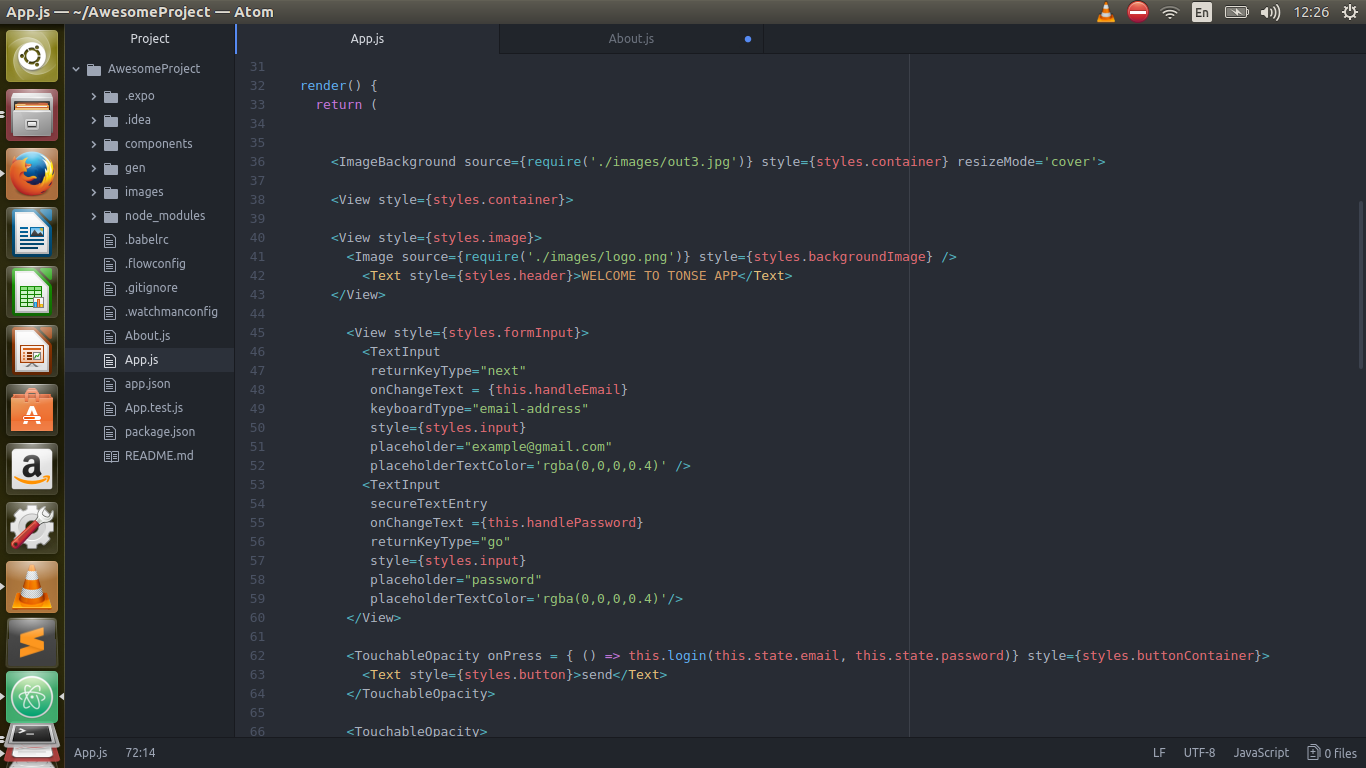 App.js — ~/AwesomeProject — Atom
En
12:26
Project
App.js
About.js
AwesomeProject
.expo
.idea
components
gen
images
node_modules
.babelrc
.flowconfig
.gitignore
.watchmanconfig
About.js
App.js
app.json
App.test.js
package.json
README.md
31
32 render() {
33 return (
34
35
36 <ImageBackground source={require('./images/out3.jpg')} style={styles.container} resizeMode='cover'>
37
38 <View style={styles.container}>
39
40 <View style={styles.image}>
41 <Image source={require('./images/logo.png')} style={styles.backgroundImage} />
42 <Text style={styles.header}>WELCOME TO TONSE APP</Text>
43 </View>
44
45 <View style={styles.formInput}>
46 <TextInput
47 returnKeyType="next"
48 onChangeText = {this.handleEmail}
49 keyboardType="email-address"
50 style={styles.input}
51 placeholder="example@gmail.com"
52 placeholderTextColor='rgba(0,0,0,0.4)' />
53 <TextInput
54 secureTextEntry
55 onChangeText ={this.handlePassword}
56 returnKeyType="go"
57 style={styles.input}
58 placeholder="password"
59 placeholderTextColor='rgba(0,0,0,0.4)'/>
60 </View>
61
62 <TouchableOpacity onPress = { () => this.login(this.state.email, this.state.password)} style={styles.buttonContainer}>
63 <Text style={styles.button}>send</Text>
64 </TouchableOpacity>
65
66 <TouchableOpacity>
App.js 72:14
LF UTF-8 JavaScript 0 files